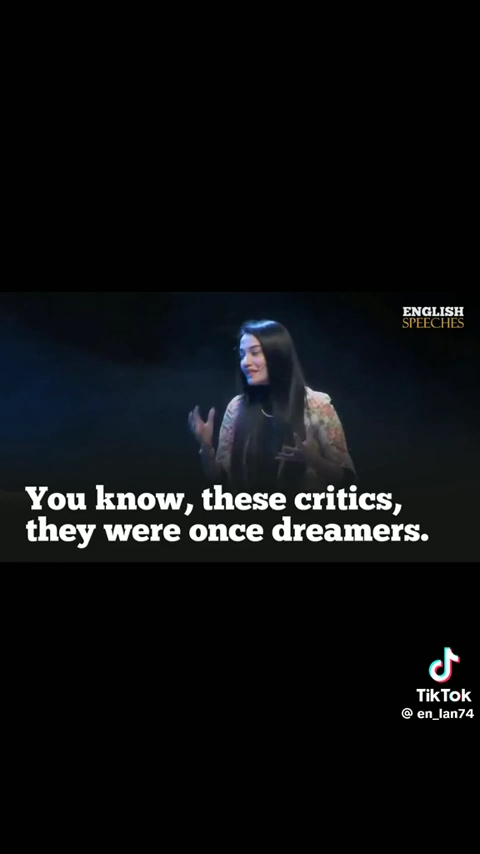 ENGLISH
SPEECHES
You know, these critics,
they were once dreamers.
TikTok
@ en_lan74